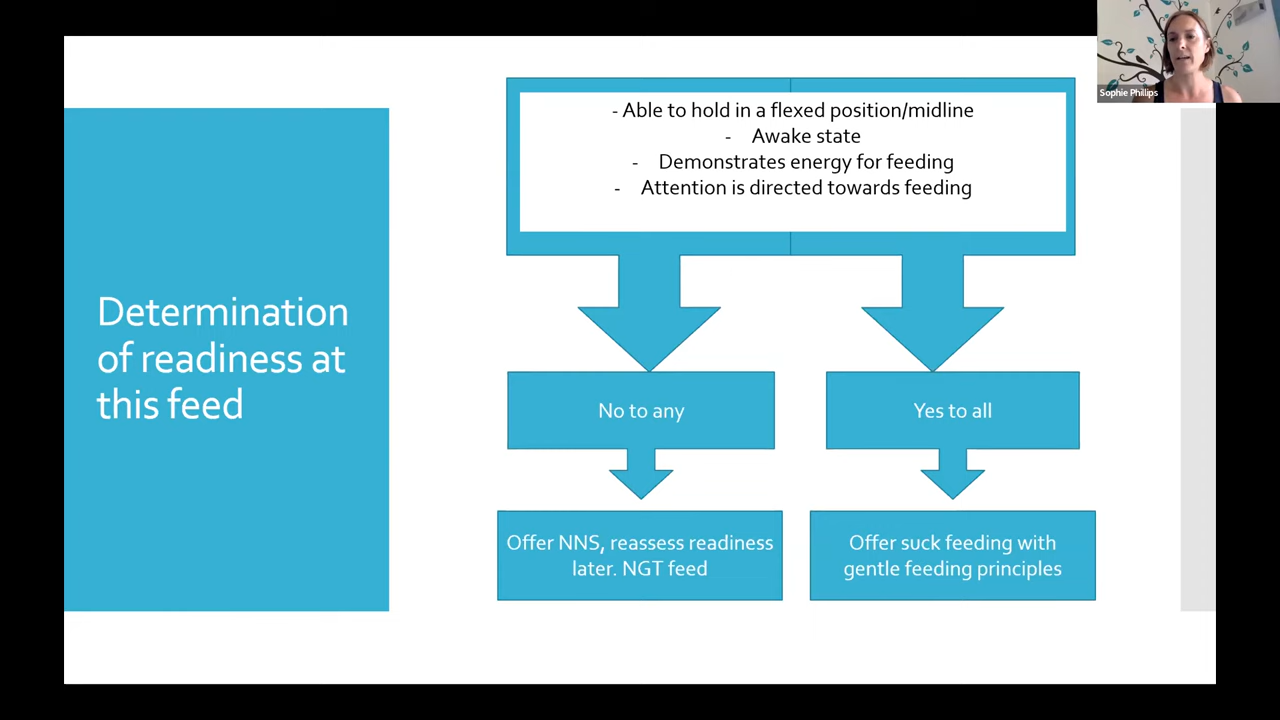 Sophie Phillips
Determination
of readiness at
this feed
- Able to hold in a flexed position/midline
- Awake state
- Demonstrates energy for feeding
- Attention is directed towards feeding
No to any
Yes to all
Offer NNS, reassess readiness
later. NGT feed
Offer suck feeding with
gentle feeding principles